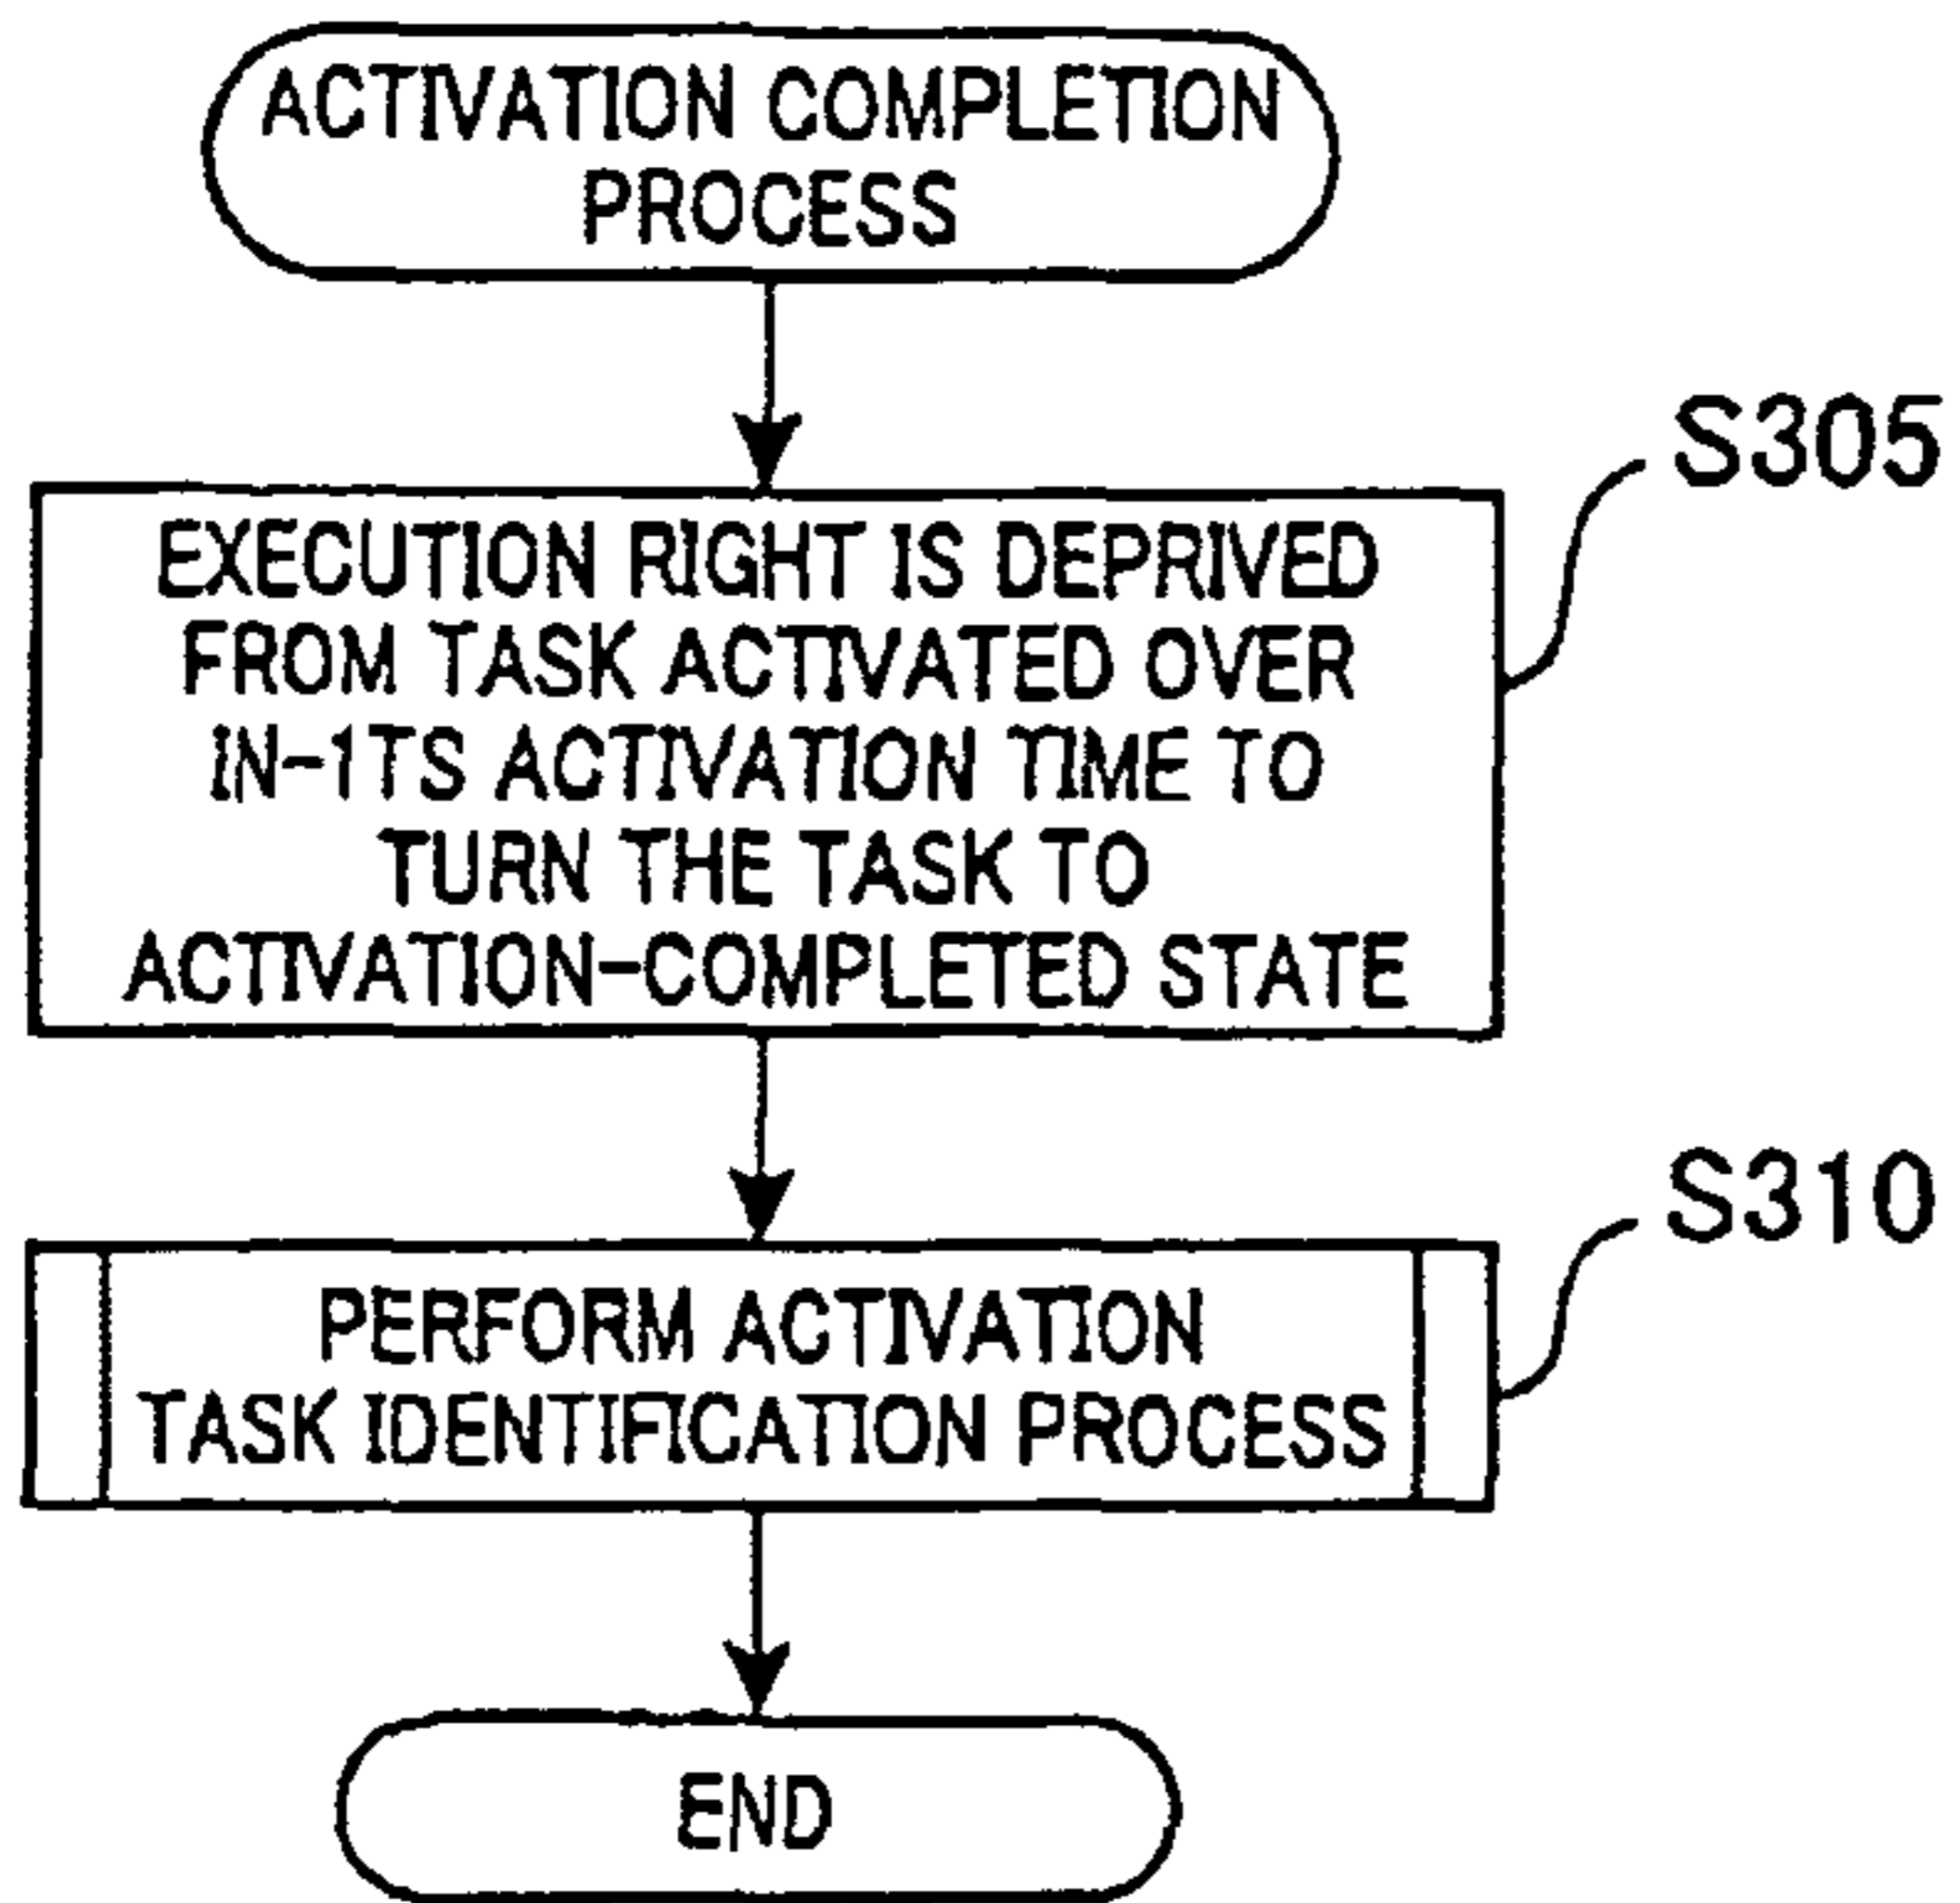 ACTIVATION COMPLETION
PROCESS
S305
EXECUTION RIGHT IS DEPRIVED
FROM TASK ACTIVATED OVER
IN-1TS ACTIVATION TIME TO
TURN THE TASK TO
ACTIVATION-COMPLETED STATE
S310
PERFORM ACTIVATION
TASK IDENTIFICATION PROCESS
END